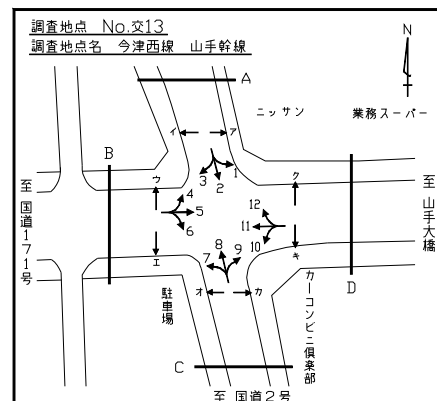 調査地点 No.交13
調査地点名 今津西線 山手幹線
N
A
ニッサン
業務スーパー
イ
ア
B
ウ
3
2
1
ク
至 国道171号
4
5
6
12
11
10
至 山手大橋
エ
7
8
9
キ
オ
カ
駐車場
カーコンビニ倶楽部
D
C
至 国道2号